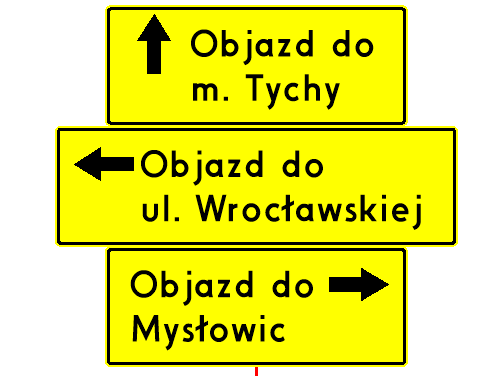 Objazd do
m. Tychy
Objazd do
ul. Wrocławskiej
Objazd do
Mysłowic